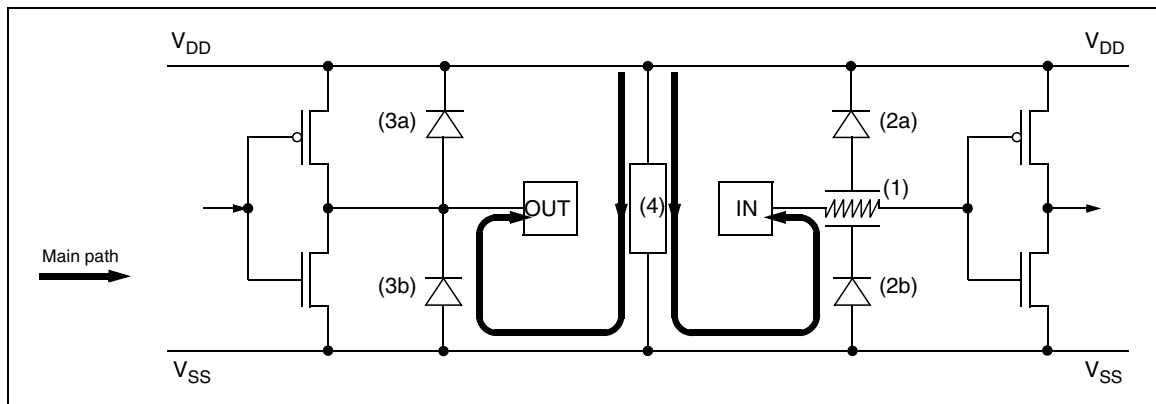 V_DD V_DD
(3a) (2a)
(1)
OUT (4) IN
Main path
(3b) (2b)
V_SS V_SS